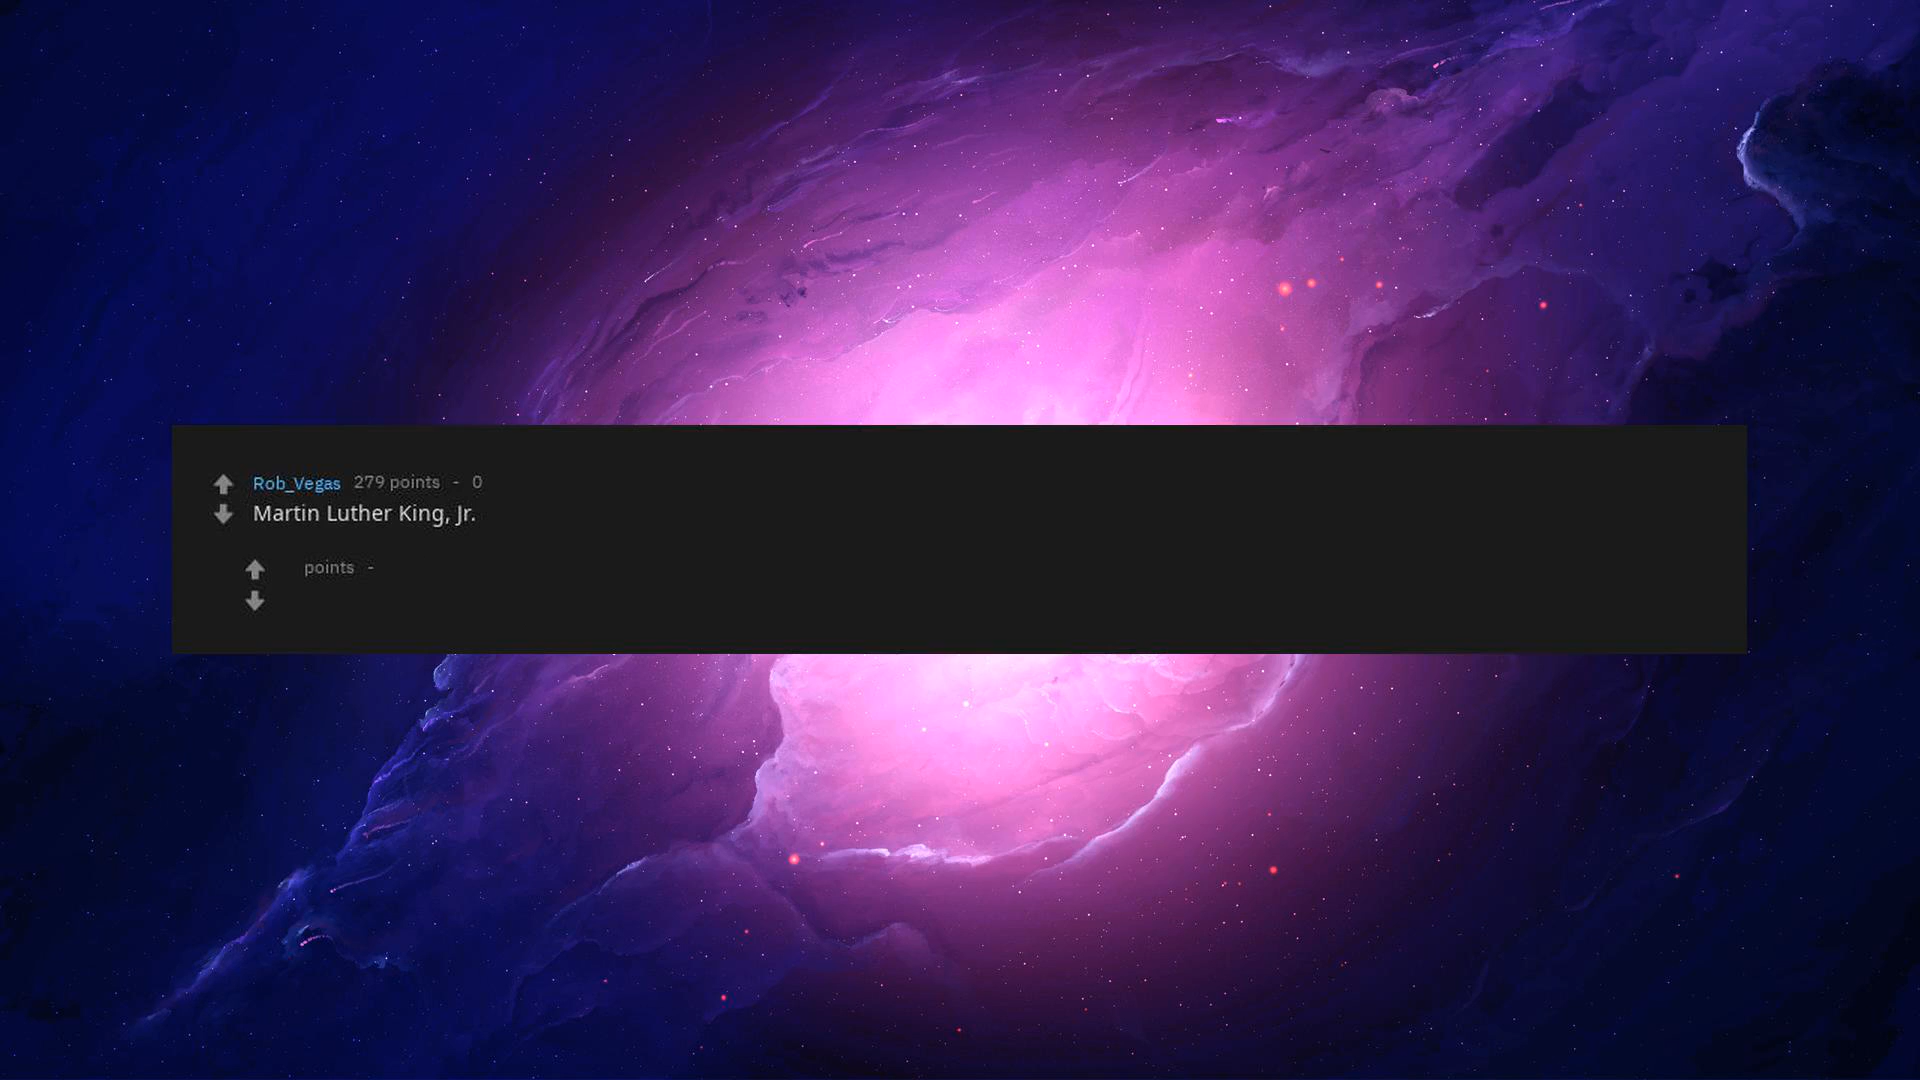 Rob_Vegas 279 points - 0
Martin Luther King, Jr.
points -